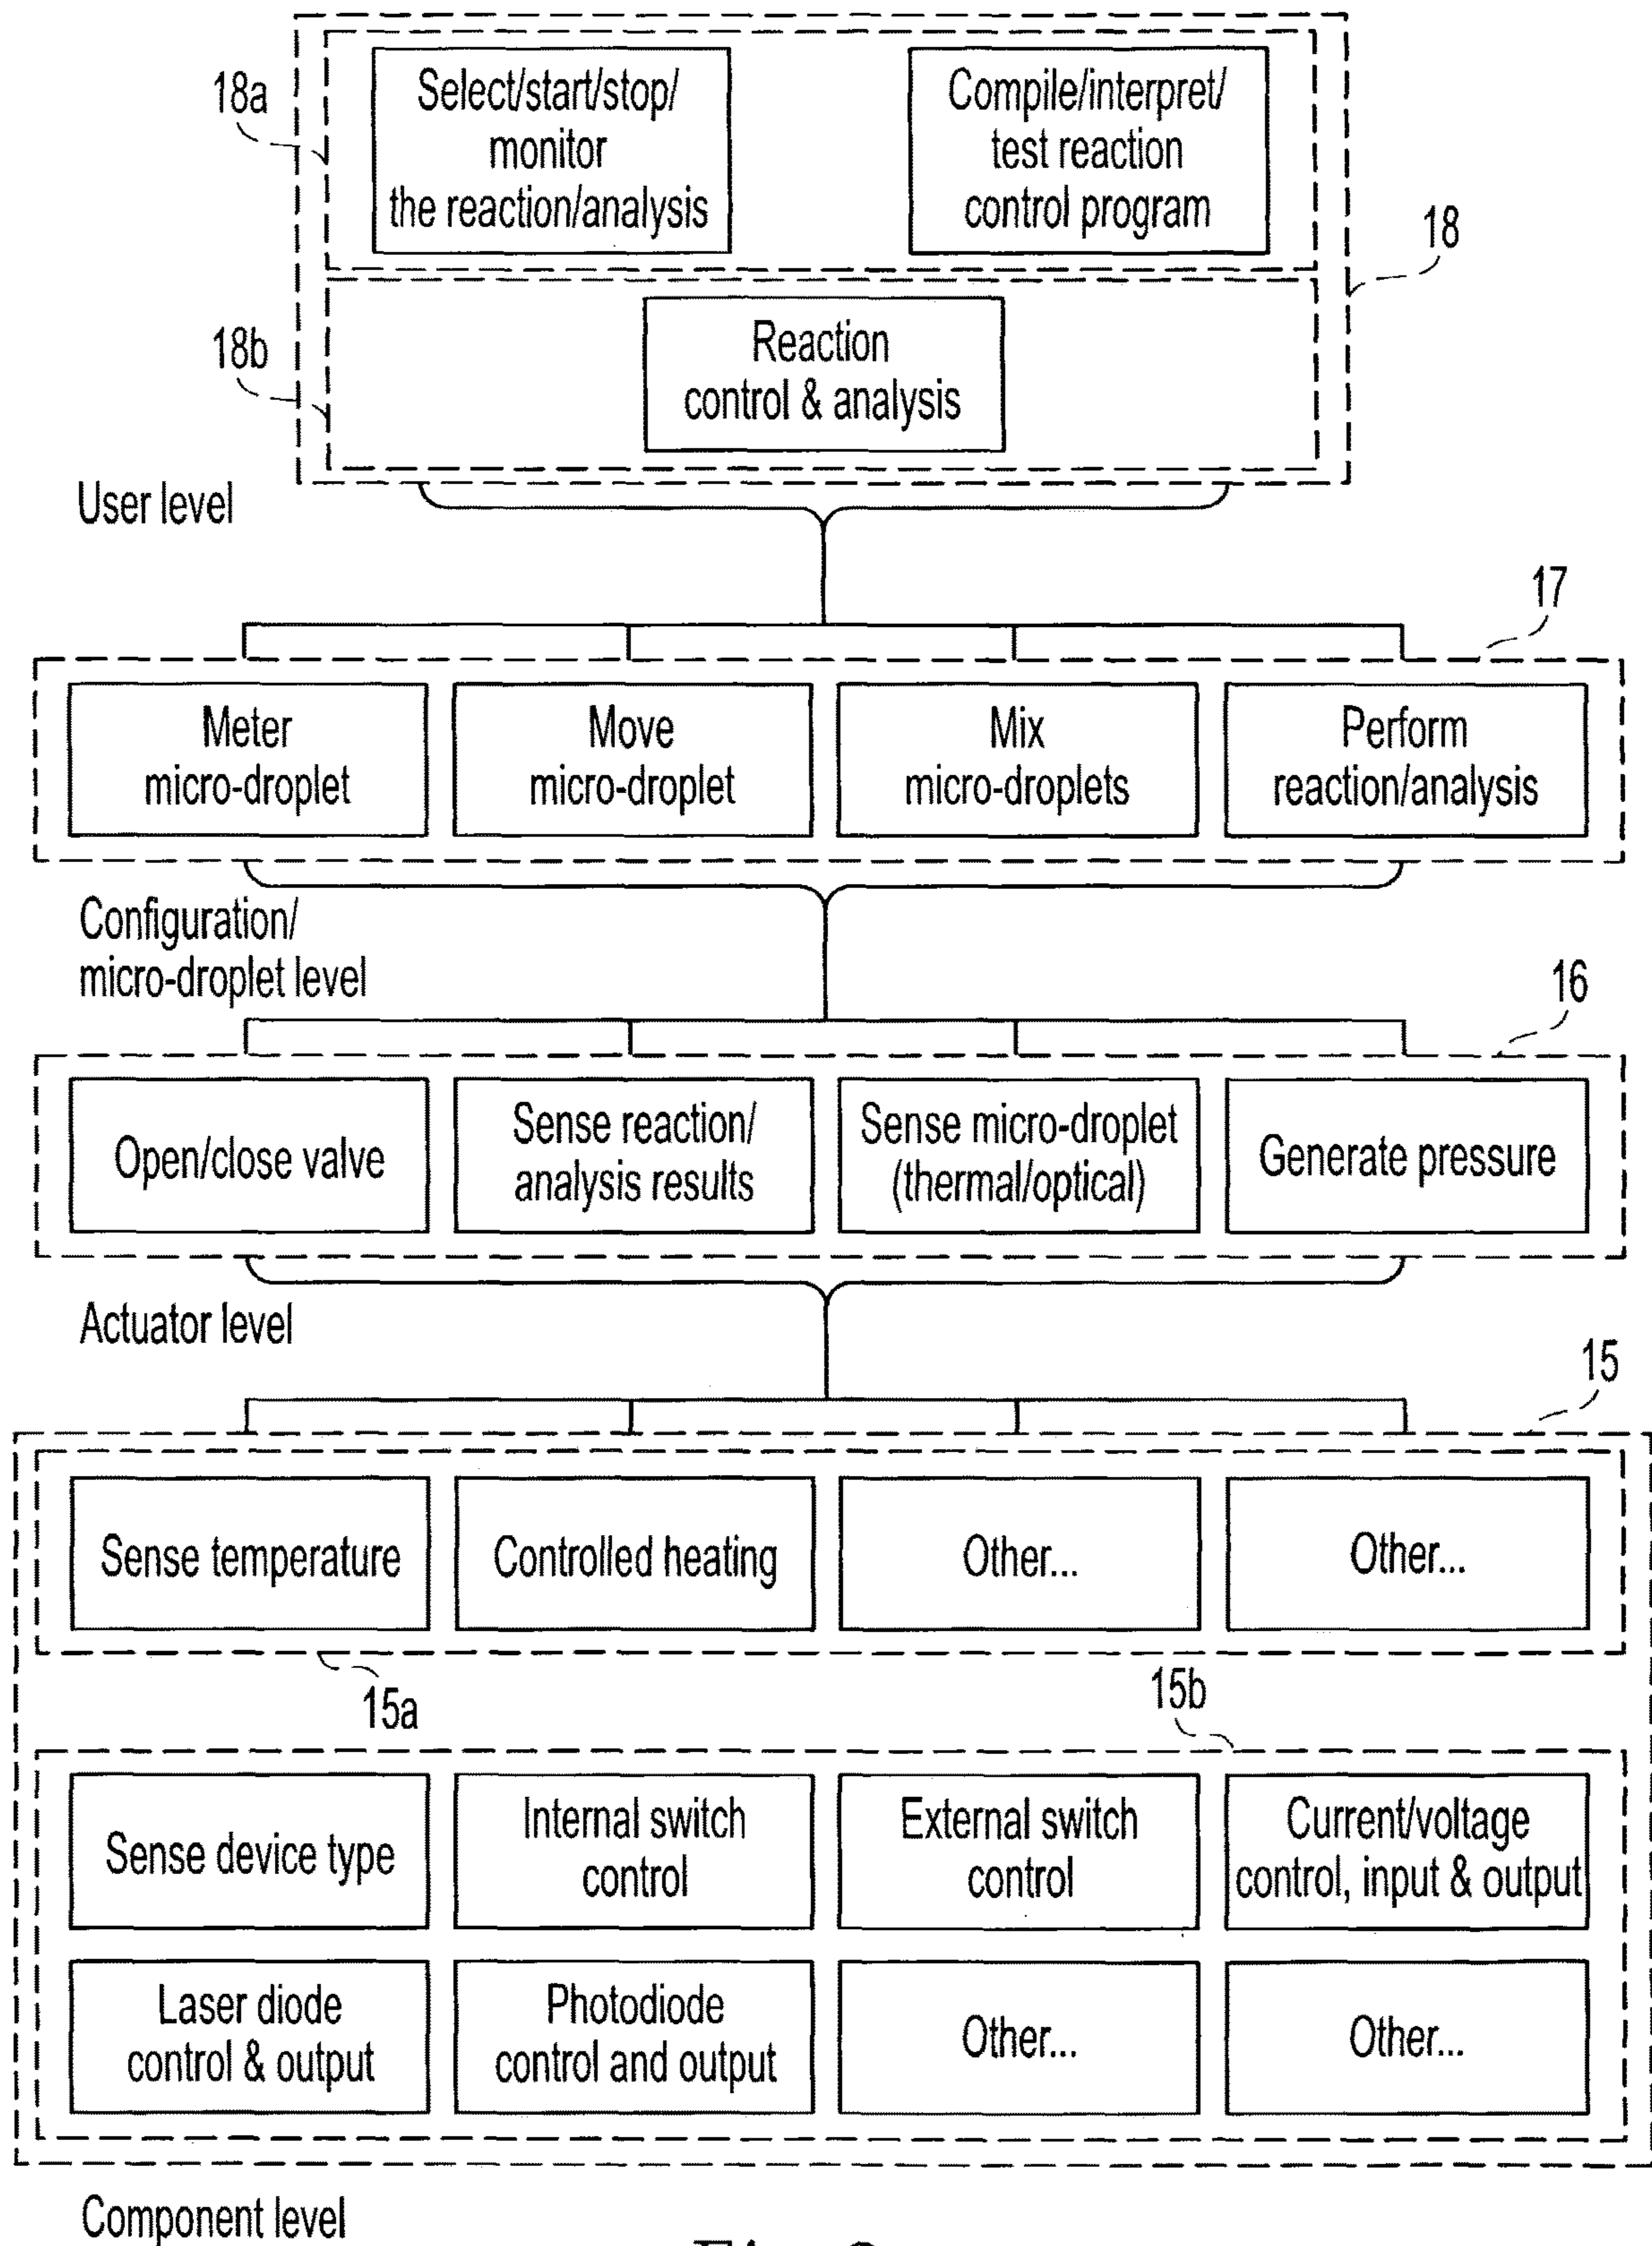 18a
Select/start/stop/
monitor
the reaction/analysis
Compile/interpret/
test reaction
control program
18
18b
Reaction
control & analysis
User level
17
Meter
micro-droplet
Move
micro-droplet
Mix
micro-droplets
Perform
reaction/analysis
Configuration/
micro-droplet level
16
Open/close valve
Sense reaction/
analysis results
Sense micro-droplet
(thermal/optical)
Generate pressure
Actuator level
15
Sense temperature
Controlled heating
Other...
Other...
15a
15b
Sense device type
Internal switch
control
External switch
control
Current/voltage
control, input & output
Laser diode
control & output
Photodiode
control and output
Other...
Other...
Component level